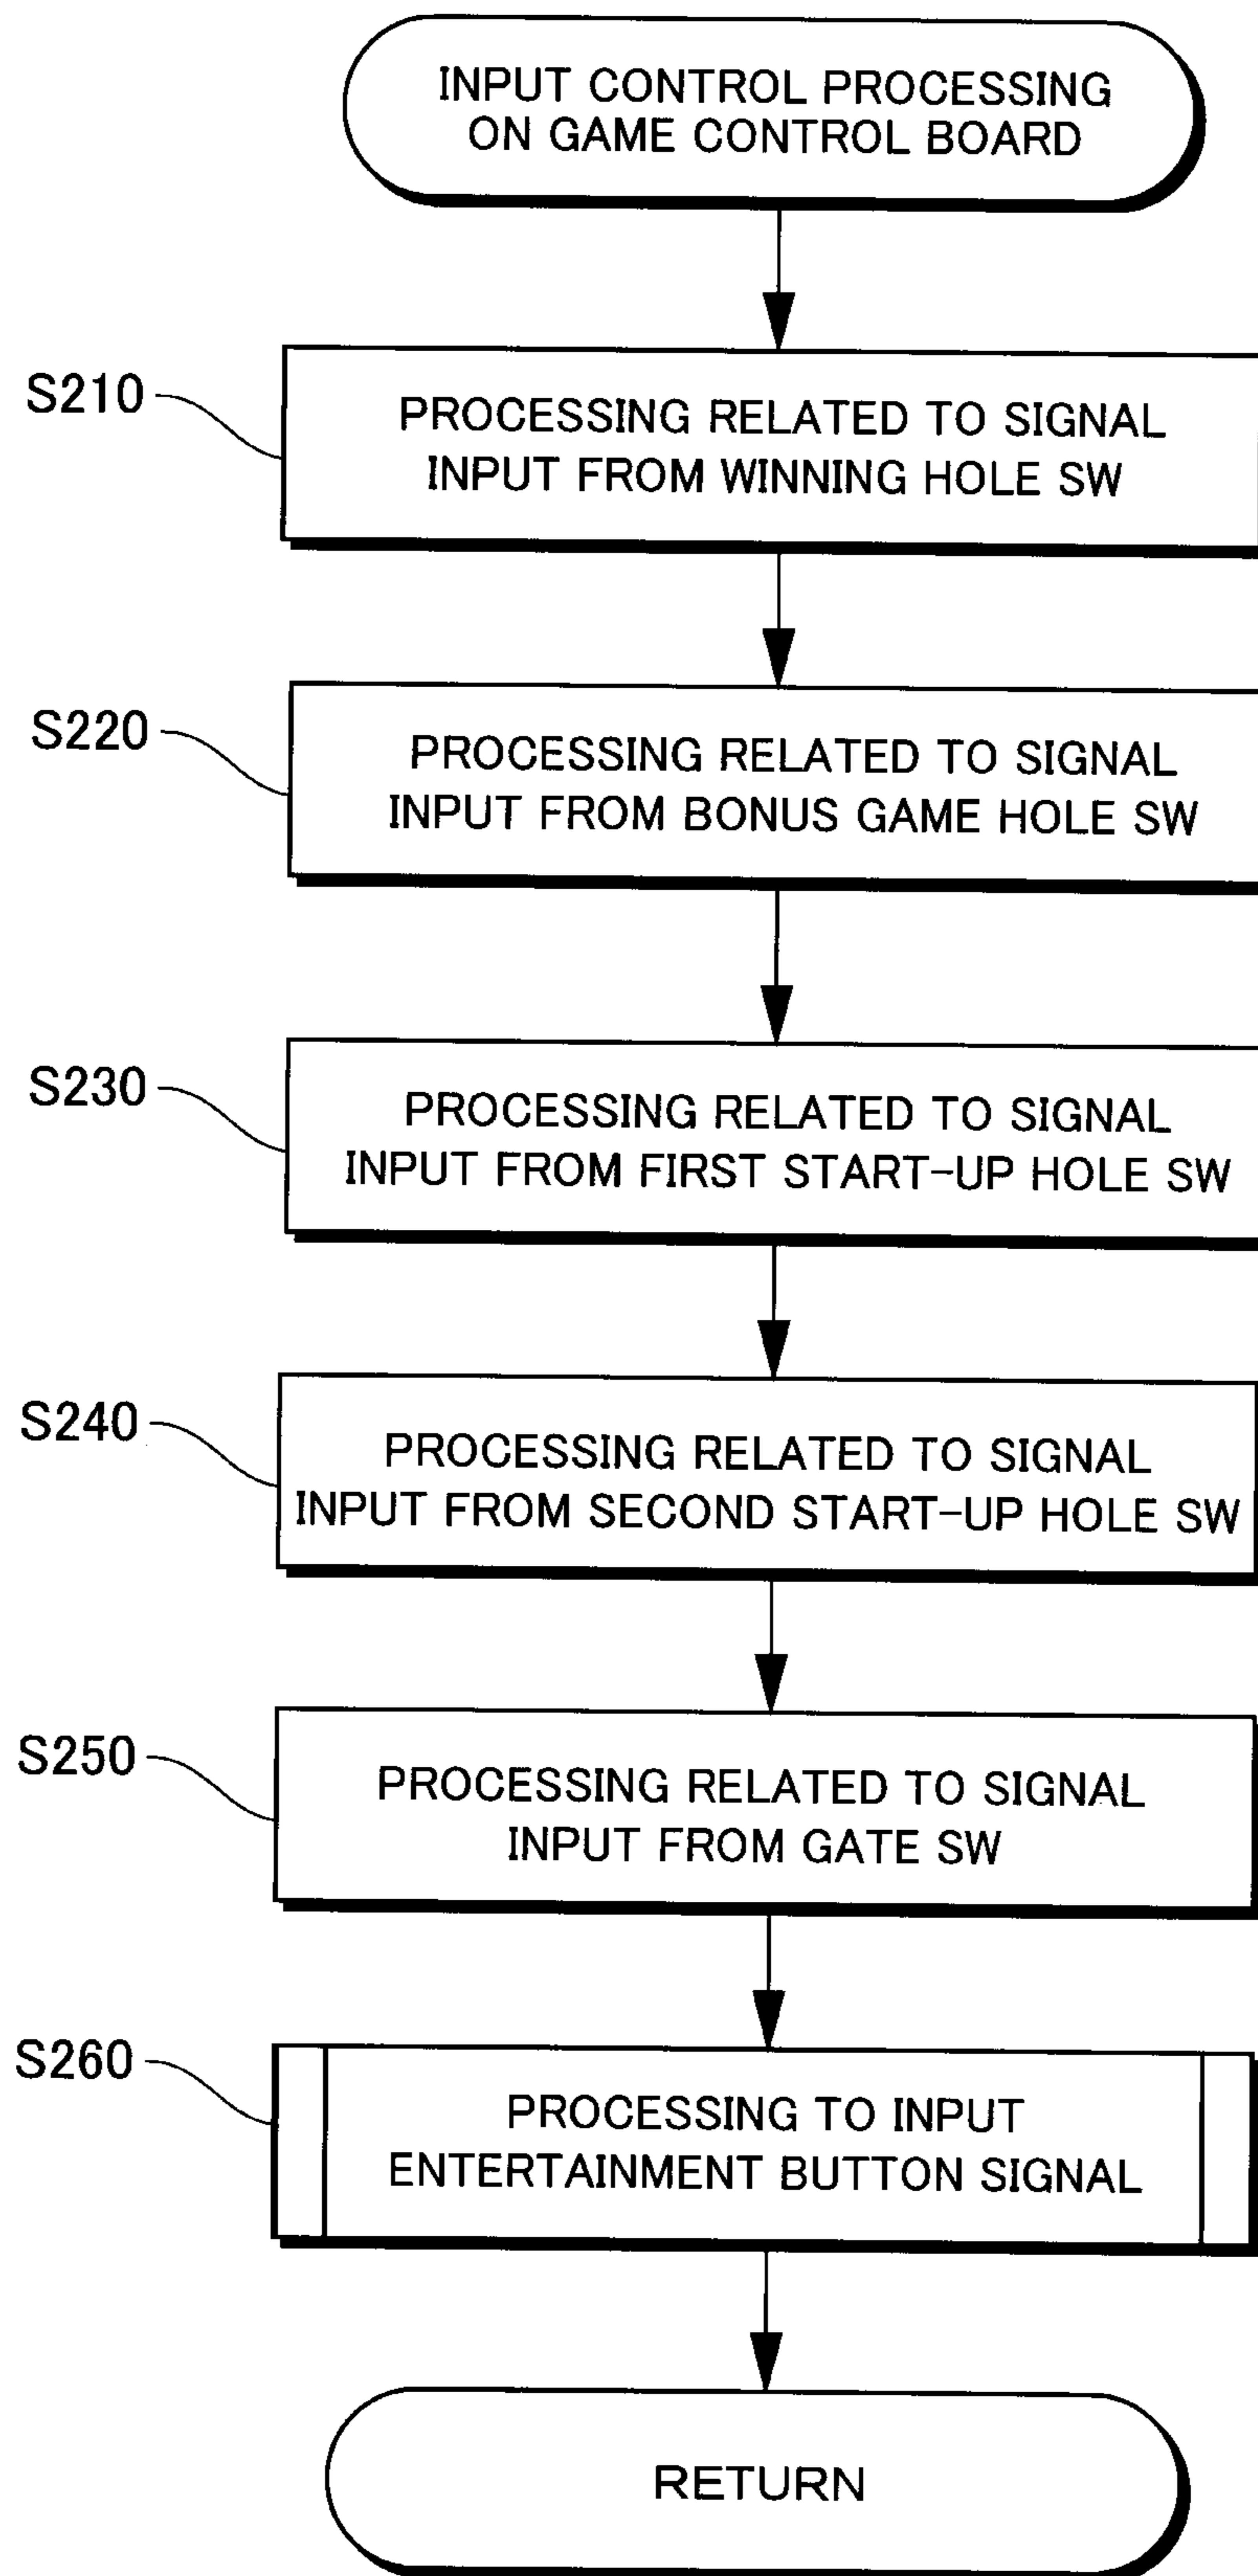 INPUT CONTROL PROCESSING
ON GAME CONTROL BOARD
S210
PROCESSING RELATED TO SIGNAL
INPUT FROM WINNING HOLE SW
S220
PROCESSING RELATED TO SIGNAL
INPUT FROM BONUS GAME HOLE SW
S230
PROCESSING RELATED TO SIGNAL
INPUT FROM FIRST START-UP HOLE SW
S240
PROCESSING RELATED TO SIGNAL
INPUT FROM SECOND START-UP HOLE SW
S250
PROCESSING RELATED TO SIGNAL
INPUT FROM GATE SW
S260
PROCESSING TO INPUT
ENTERTAINMENT BUTTON SIGNAL
RETURN